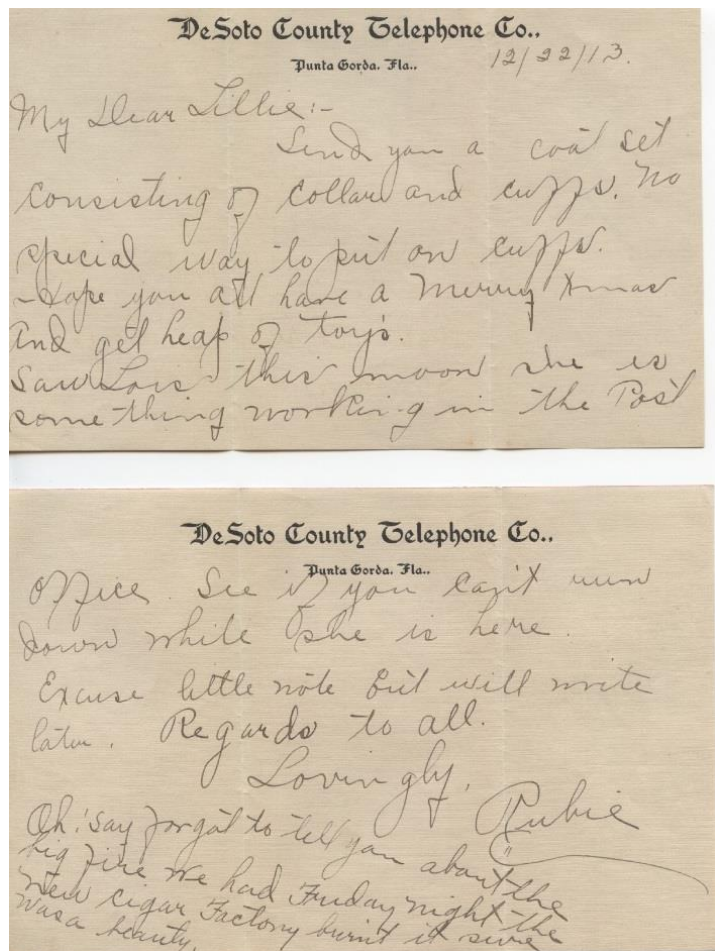 DeSoto County Telephone Co..
Punta Gorda. Fla..
12/22/13.
My Dear Lillie:-
Send you a coat set
consisting of collar and cuffs. No
special way to put on cuffs.
Hope you all have a Merry Xmas
And get heap of toys.
Saw Lois this moon she is
something working in the Post
DeSoto County Telephone Co..
Punta Gorda. Fla..
Office. See if you can't run
down while she is here.
Excuse little note but will write
later. Regards to all.
Lovingly,
Rubie
Oh! say forgot to tell you about the
big fire we had Friday night the
New cigar Factory burnt it sure
was a beauty.